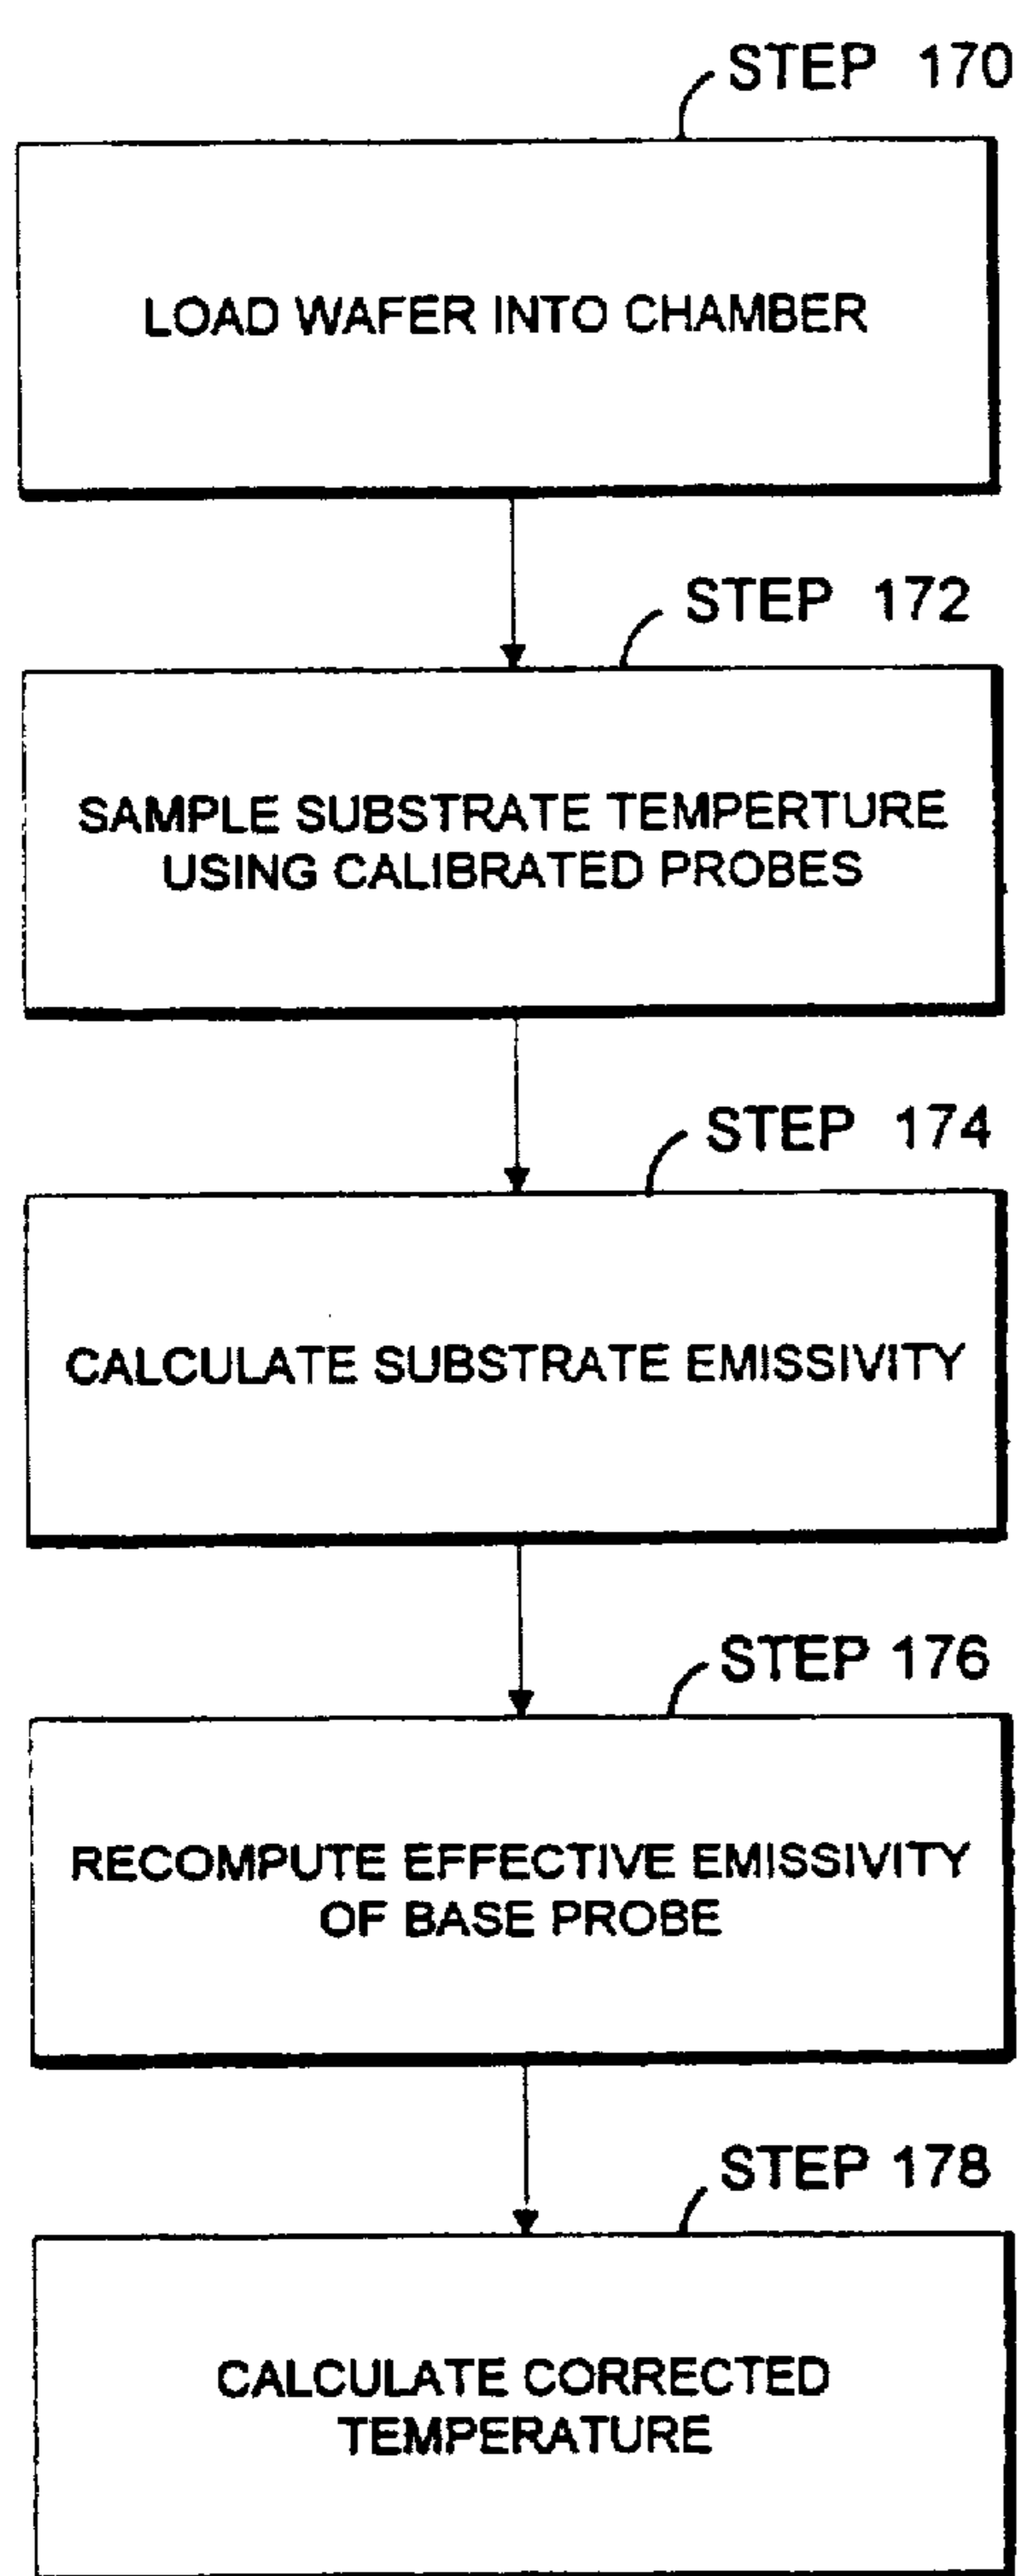 STEP 170
LOAD WAFER INTO CHAMBER
STEP 172
SAMPLE SUBSTRATE TEMPERTURE
USING CALIBRATED PROBES
STEP 174
CALCULATE SUBSTRATE EMISSIVITY
STEP 176
RECOMPUTE EFFECTIVE EMISSIVITY
OF BASE PROBE
STEP 178
CALCULATE CORRECTED
TEMPERATURE